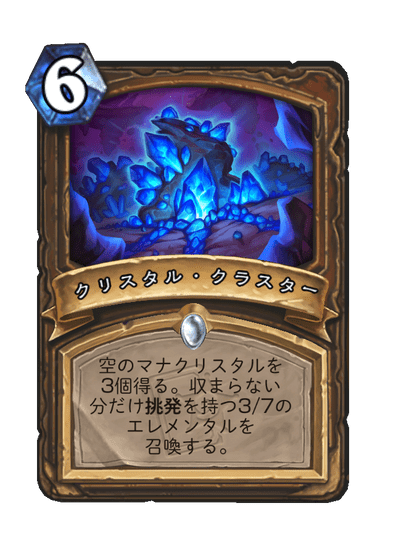 6
クリスタル・クラスター
空のマナクリスタルを
3個得る。収まらない
分だけ挑発を持つ3/7の
エレメンタルを
召喚する。